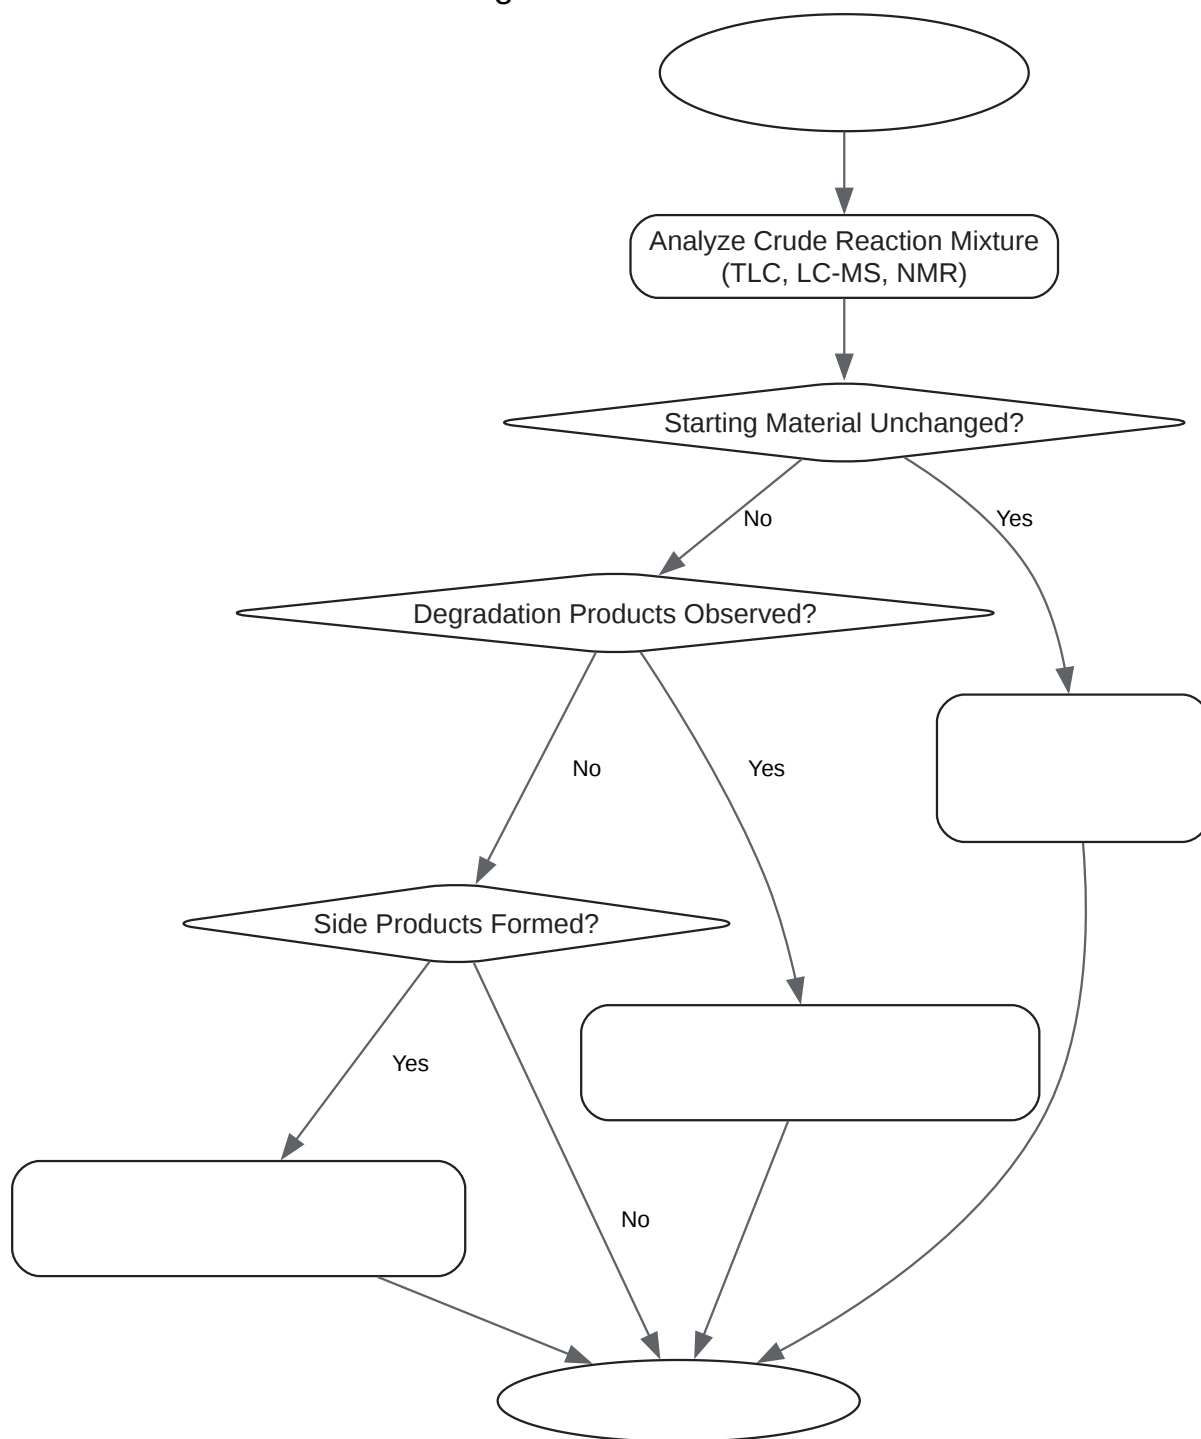 Analyze Crude Reaction Mixture
(TLC, LC-MS, NMR)
Starting Material Unchanged?
No
Yes
Degradation Products Observed?
No
Yes
Side Products Formed?
Yes
No